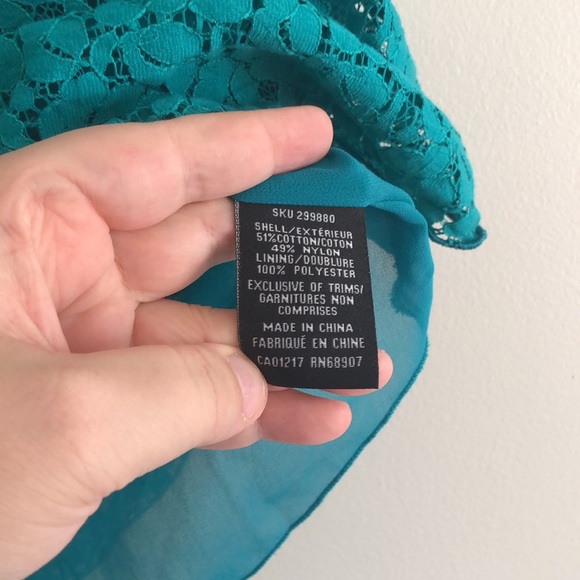 SKU 299880
SHELL/EXTÉRIEUR
51%COTTON/COTON
49% NYLON
LINING/DOUBLURE
100% POLYESTER
EXCLUSIVE OF TRIMS/
GARNITURES NON
COMPRISES
MADE IN CHINA
FABRIQUÉ EN CHINE
CA01217 RN68907